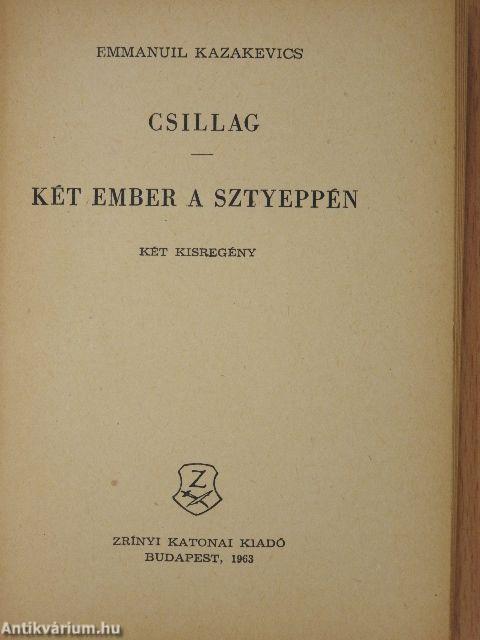 EMMANUIL KAZAKEVICS
CSILLAG
KÉT EMBER A SZTYEPPÉN
KÉT KISREGÉNY
Z
ZRÍNYI KATONAI KIADÓ
BUDAPEST, 1963
Antikvárium.hu